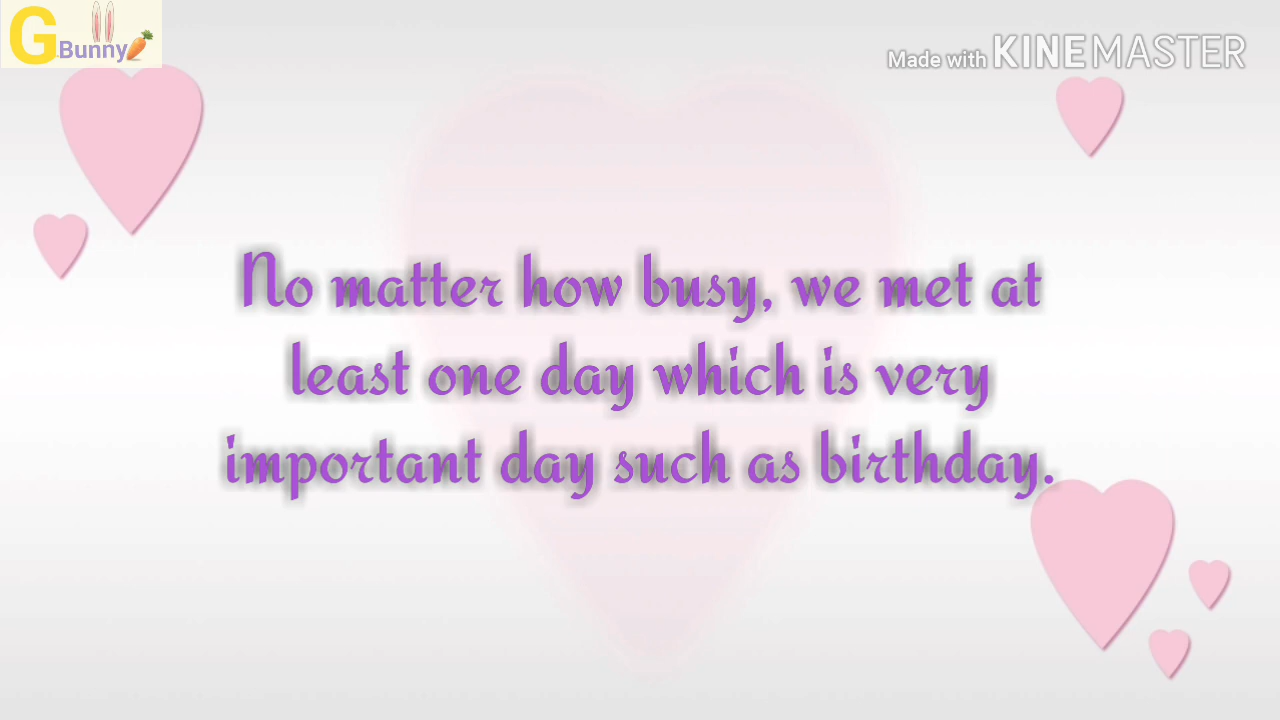 G Bunny
Made with KINEMASTER
No matter how busy, we met at
least one day which is very
important day such as birthday.